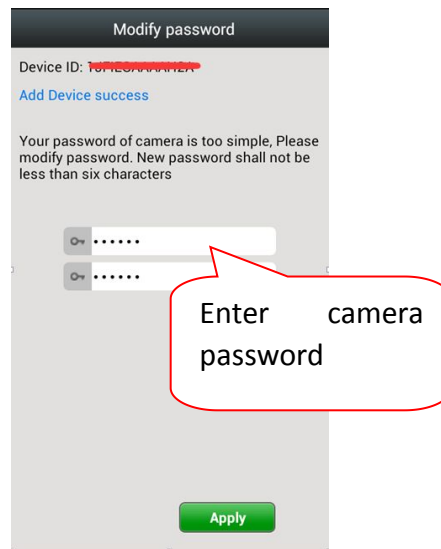 Modify password
Device ID:
Add Device success
Your password of camera is too simple, Please
modify password. New password shall not be
less than six characters
••••••
••••••
Enter camera
password
Apply